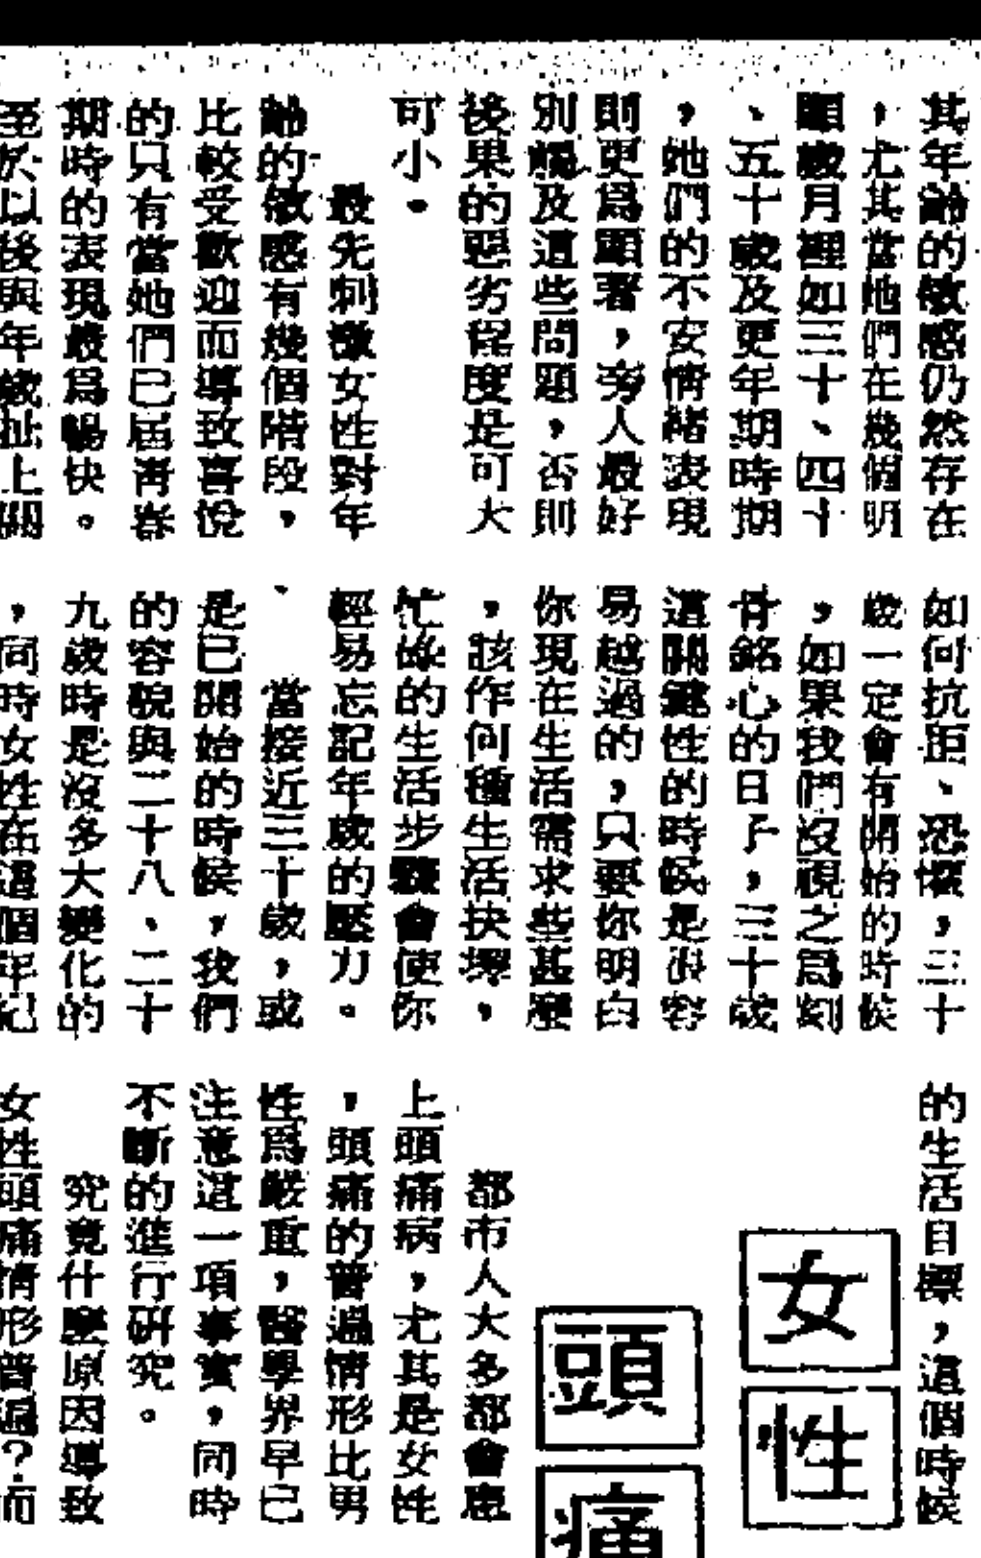 其年齡的敏感仍然存在
，尤其當她們在幾個明
顯歲月裡如三十、四十
、五十歲及更年期時期
，她們的不安情緒表現
則更爲顯著，旁人最好
別觸及這些問題，否則
後果的惡劣程度是可大
可小。
最先刺激女性對年
齡的敏感有幾個階段，
比較受歡迎而導致喜悅
的只有當她們已屆靑春
期時的表現最爲暢快。
至於以後與年歲扯上關
如何抗距、恐懼，三十
歲一定會有開始的時候
，如果我們沒視之爲刻
骨銘心的日子，三十歲
這關鍵性的時候是很容
易越過的，只要你明白
你現在生活需求些甚麼
，該作何種生活抉擇，
忙碌的生活步驟會使你
輕易忘記年歲的壓力。
當接近三十歲，或
是已開始的時候，我們
的容貌與二十八、二十
九歲時是沒多大變化的
，同時女性在這個年紀
的生活目標，這個時候
女性
頭痛
都市人大多都會患
上頭痛病，尤其是女性
，頭痛的普遍情形比男
性爲嚴重，醫學界早已
注意這一項事實，同時
不斷的進行研究。
究竟什麼原因導致
女性頭痛情形普遍？而